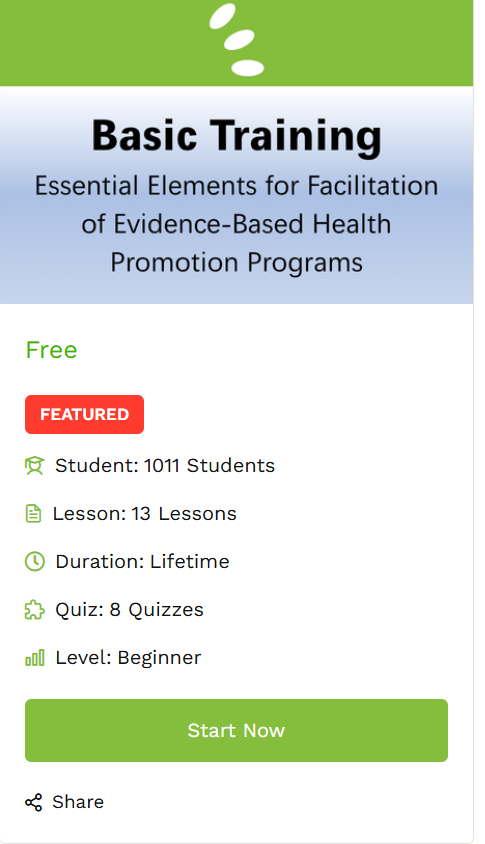 Basic Training
Essential Elements for Facilitation
of Evidence-Based Health
Promotion Programs
Free
FEATURED
Student: 1011 Students
Lesson: 13 Lessons
Duration: Lifetime
Quiz: 8 Quizzes
Level: Beginner
Start Now
Share